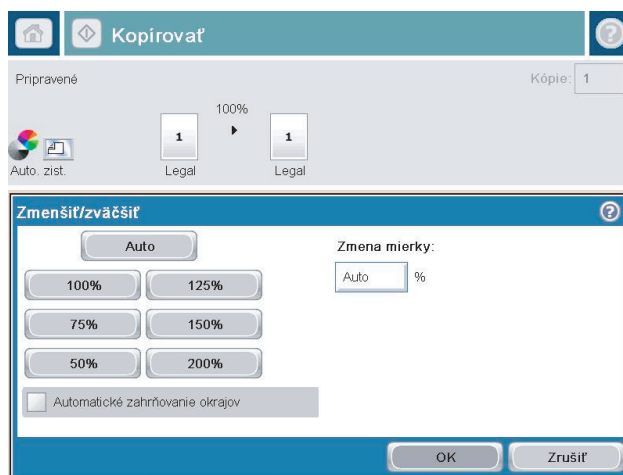 Kopírovať
Pripravené
Kópie: 1
100%
1 1
Auto. zist. Legal Legal
Zmenšiť/zväčšiť
Auto Zmena mierky:
100% 125% Auto %
75% 150%
50% 200%
Automatické zahrňovanie okrajov
OK Zrušiť